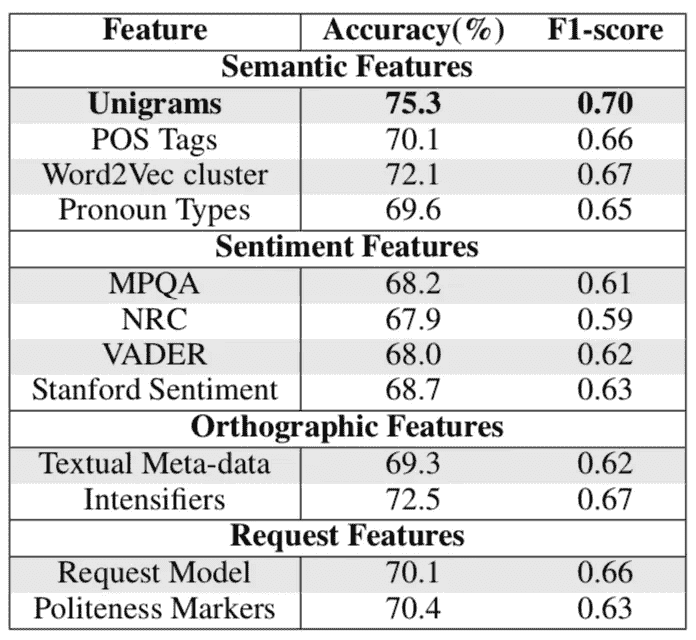 Feature Accuracy(%) F1-score
Semantic Features
Unigrams 75.3 0.70
POS Tags 70.1 0.66
Word2Vec cluster 72.1 0.67
Pronoun Types 69.6 0.65
Sentiment Features
MPQA 68.2 0.61
NRC 67.9 0.59
VADER 68.0 0.62
Stanford Sentiment 68.7 0.63
Orthographic Features
Textual Meta-data 69.3 0.62
Intensifiers 72.5 0.67
Request Features
Request Model 70.1 0.66
Politeness Markers 70.4 0.63